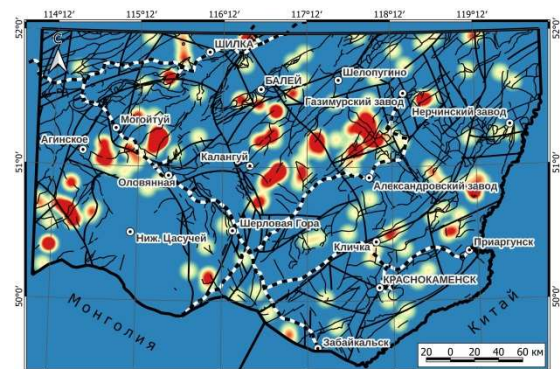 114°12' 115°12' 116°12' 117°12' 118°12' 119°12'
52°0' 52°0'
С
ШИЛКА
БАЛЕЙ
Шелопугино
Газимурский завод
Нерчинский завод
Могойтуй
Агинское
51°0' 51°0'
Калангуй
Оловянная
Александровский завод
Шерловая Гора
Ниж. Цасучей
Кличка
Приаргунск
КРАСНОКАМЕНСК
50°0' 50°0'
Монголия
Китай
Забайкальск
20 0 20 40 60 км